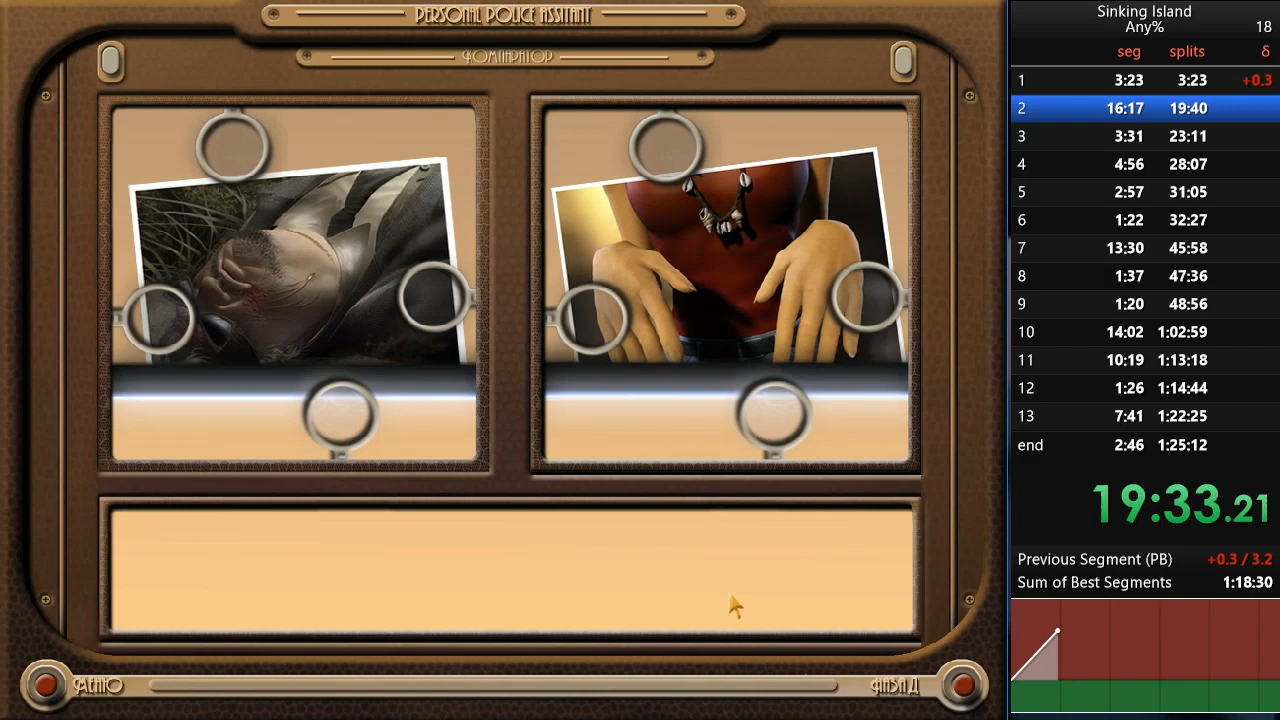 PERSONAL POLICE ASSITANT
КОМПАРАТОР
МЕНЮ
НАЗАД
Sinking Island
Any%
18
seg splits δ
1 3:23 3:23 +0.3
2 16:17 19:40
3 3:31 23:11
4 4:56 28:07
5 2:57 31:05
6 1:22 32:27
7 13:30 45:58
8 1:37 47:36
9 1:20 48:56
10 14:02 1:02:59
11 10:19 1:13:18
12 1:26 1:14:44
13 7:41 1:22:25
end 2:46 1:25:12
19:33.21
Previous Segment (PB) +0.3 / 3.2
Sum of Best Segments 1:18:30